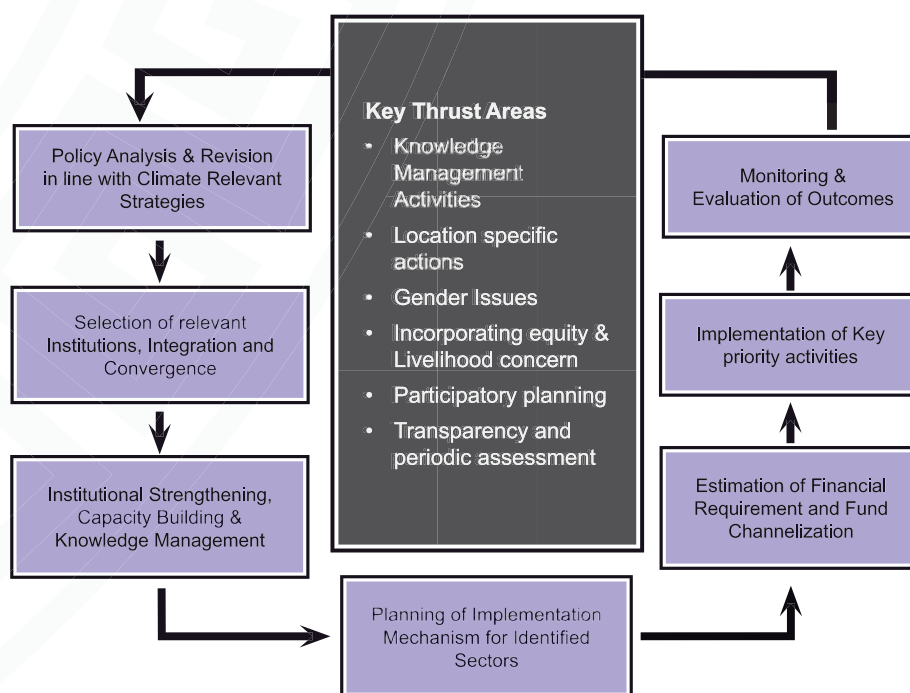 Key Thrust Areas
• Knowledge
Management
Activities
• Location specific
actions
• Gender Issues
• Incorporating equity &
Livelihood concern
• Participatory planning
• Transparency and
periodic assessment
Policy Analysis & Revision
in line with Climate Relevant
Strategies
Selection of relevant
Institutions, Integration and
Convergence
Institutional Strengthening,
Capacity Building &
Knowledge Management
Planning of Implementation
Mechanism for Identified
Sectors
Estimation of Financial
Requirement and Fund
Channelization
Implementation of Key
priority activities
Monitoring &
Evaluation of Outcomes